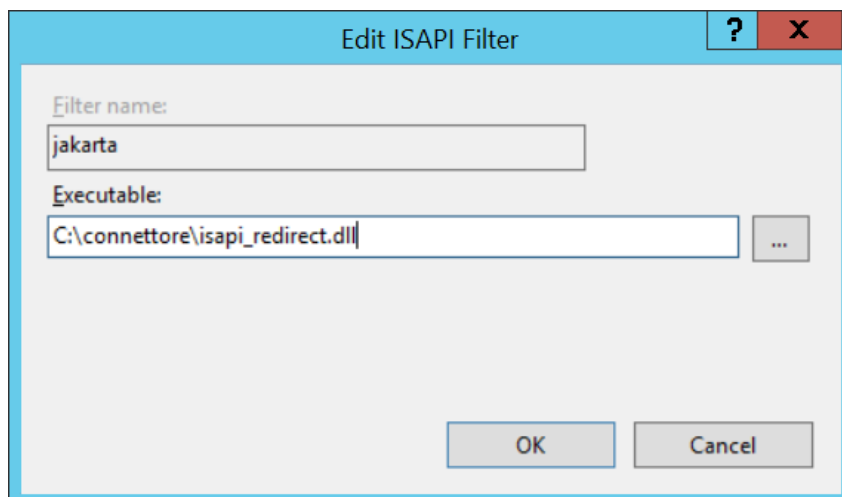 Edit ISAPI Filter
? X
Filter name:
jakarta
Executable:
C:\connettore\isapi_redirect.dll
...
OK Cancel